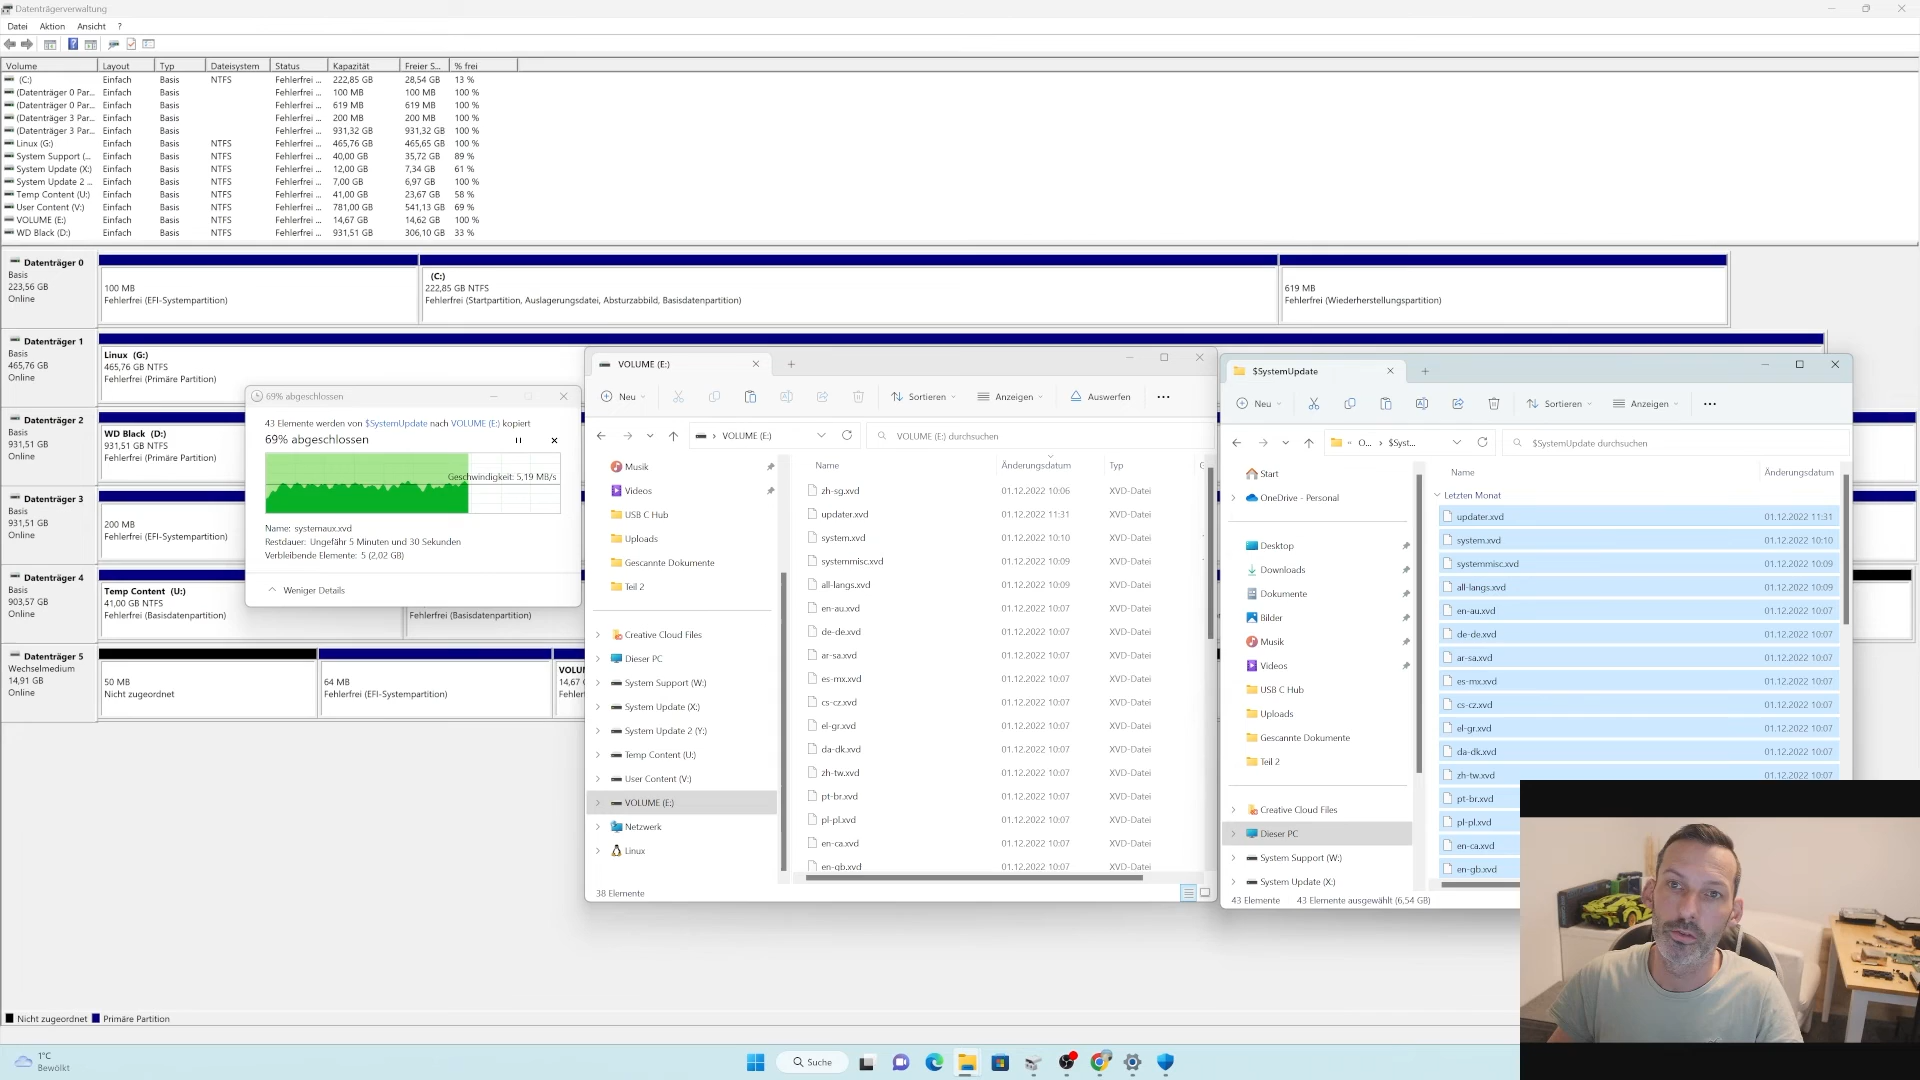 Datenträgerverwaltung
Datei Aktion Ansicht ?
Volume Layout Typ Dateisystem Status Kapazität Freier S... % frei
(C:) Einfach Basis NTFS Fehlerfrei ... 222,85 GB 28,54 GB 13 %
(Datenträger 0 Par... Einfach Basis Fehlerfrei ... 100 MB 100 MB 100 %
(Datenträger 0 Par... Einfach Basis Fehlerfrei ... 619 MB 619 MB 100 %
(Datenträger 3 Par... Einfach Basis Fehlerfrei ... 200 MB 200 MB 100 %
(Datenträger 3 Par... Einfach Basis Fehlerfrei ... 931,32 GB 931,32 GB 100 %
Linux (G:) Einfach Basis NTFS Fehlerfrei ... 465,76 GB 465,65 GB 100 %
System Support (... Einfach Basis NTFS Fehlerfrei ... 40,00 GB 35,72 GB 89 %
System Update (X:) Einfach Basis NTFS Fehlerfrei ... 12,00 GB 7,34 GB 61 %
System Update 2 ... Einfach Basis NTFS Fehlerfrei ... 7,00 GB 6,97 GB 100 %
Temp Content (U:) Einfach Basis NTFS Fehlerfrei ... 41,00 GB 23,67 GB 58 %
User Content (V:) Einfach Basis NTFS Fehlerfrei ... 781,00 GB 541,13 GB 69 %
VOLUME (E:) Einfach Basis NTFS Fehlerfrei ... 14,67 GB 14,62 GB 100 %
WD Black (D:) Einfach Basis NTFS Fehlerfrei ... 931,51 GB 306,10 GB 33 %
Datenträger 0
Basis
223,56 GB
Online
100 MB
Fehlerfrei (EFI-Systempartition)
(C:)
222,85 GB NTFS
Fehlerfrei (Startpartition, Auslagerungsdatei, Absturzabbild, Basisdatenpartition)
619 MB
Fehlerfrei (Wiederherstellungspartition)
Datenträger 1
Basis
465,76 GB
Online
Linux (G:)
465,76 GB NTFS
Fehlerfrei (Primäre Partition)
Datenträger 2
Basis
931,51 GB
Online
WD Black (D:)
931,51 GB NTFS
Fehlerfrei (Primäre Partition)
Datenträger 3
Basis
931,51 GB
Online
200 MB
Fehlerfrei (EFI-Systempartition)
Datenträger 4
Basis
903,57 GB
Online
Temp Content (U:)
41,00 GB NTFS
Fehlerfrei (Basisdatenpartition)
Fehlerfrei (Basisdatenpartition)
Datenträger 5
Wechselmedium
14,91 GB
Online
50 MB
Nicht zugeordnet
64 MB
Fehlerfrei (EFI-Systempartition)
VOLU
14,67
Fehler
69% abgeschlossen
43 Elemente werden von $SystemUpdate nach VOLUME (E:) kopiert
69% abgeschlossen
Geschwindigkeit: 5,19 MB/s
Name: systemaux.xvd
Restdauer: Ungefähr 5 Minuten und 30 Sekunden
Verbleibende Elemente: 5 (2,02 GB)
Weniger Details
VOLUME (E:)
Neu Sortieren Anzeigen Auswerfen
VOLUME (E:) VOLUME (E:) durchsuchen
Musik
Videos
USB C Hub
Uploads
Gescannte Dokumente
Teil 2
Creative Cloud Files
Dieser PC
System Support (W:)
System Update (X:)
System Update 2 (Y:)
Temp Content (U:)
User Content (V:)
VOLUME (E:)
Netzwerk
Linux
Name Änderungsdatum Typ
zh-sg.xvd 01.12.2022 10:06 XVD-Datei
updater.xvd 01.12.2022 11:31 XVD-Datei
system.xvd 01.12.2022 10:10 XVD-Datei
systemmisc.xvd 01.12.2022 10:09 XVD-Datei
all-langs.xvd 01.12.2022 10:09 XVD-Datei
en-au.xvd 01.12.2022 10:07 XVD-Datei
de-de.xvd 01.12.2022 10:07 XVD-Datei
ar-sa.xvd 01.12.2022 10:07 XVD-Datei
es-mx.xvd 01.12.2022 10:07 XVD-Datei
cs-cz.xvd 01.12.2022 10:07 XVD-Datei
el-gr.xvd 01.12.2022 10:07 XVD-Datei
da-dk.xvd 01.12.2022 10:07 XVD-Datei
zh-tw.xvd 01.12.2022 10:07 XVD-Datei
pt-br.xvd 01.12.2022 10:07 XVD-Datei
pl-pl.xvd 01.12.2022 10:07 XVD-Datei
en-ca.xvd 01.12.2022 10:07 XVD-Datei
en-gb.xvd 01.12.2022 10:07 XVD-Datei
38 Elemente
$SystemUpdate
Neu Sortieren Anzeigen
« O... $Syst... $SystemUpdate durchsuchen
Start
OneDrive - Personal
Desktop
Downloads
Dokumente
Bilder
Musik
Videos
USB C Hub
Uploads
Gescannte Dokumente
Teil 2
Creative Cloud Files
Dieser PC
System Support (W:)
System Update (X:)
Name Änderungsdatum
Letzten Monat
updater.xvd 01.12.2022 11:31
system.xvd 01.12.2022 10:10
systemmisc.xvd 01.12.2022 10:09
all-langs.xvd 01.12.2022 10:09
en-au.xvd 01.12.2022 10:07
de-de.xvd 01.12.2022 10:07
ar-sa.xvd 01.12.2022 10:07
es-mx.xvd 01.12.2022 10:07
cs-cz.xvd 01.12.2022 10:07
el-gr.xvd 01.12.2022 10:07
da-dk.xvd 01.12.2022 10:07
zh-tw.xvd 01.12.2022 10:07
pt-br.xvd
pl-pl.xvd
en-ca.xvd
en-gb.xvd
43 Elemente 43 Elemente ausgewählt (6,54 GB)
Nicht zugeordnet Primäre Partition
1°C
Bewölkt
Suche